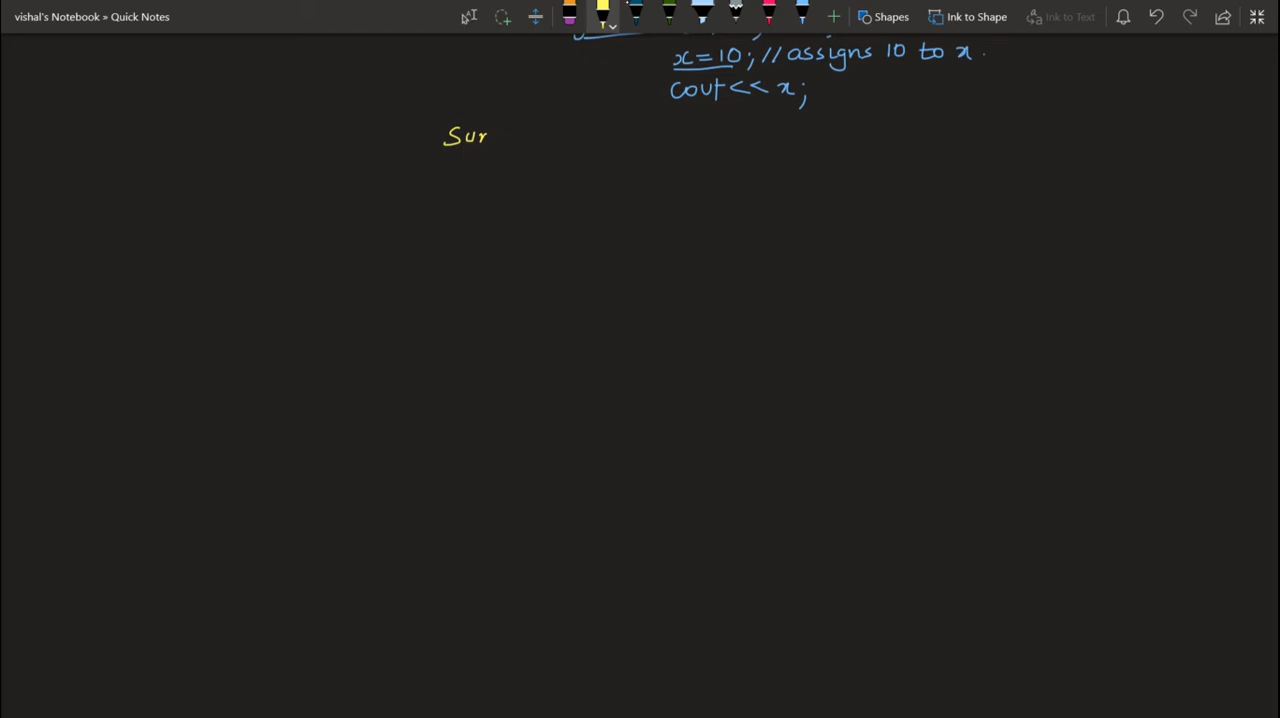 vishal's Notebook » Quick Notes
Shapes
Ink to Shape
Ink to Text
x=10; // assigns 10 to x.
cout<< x;
Sur